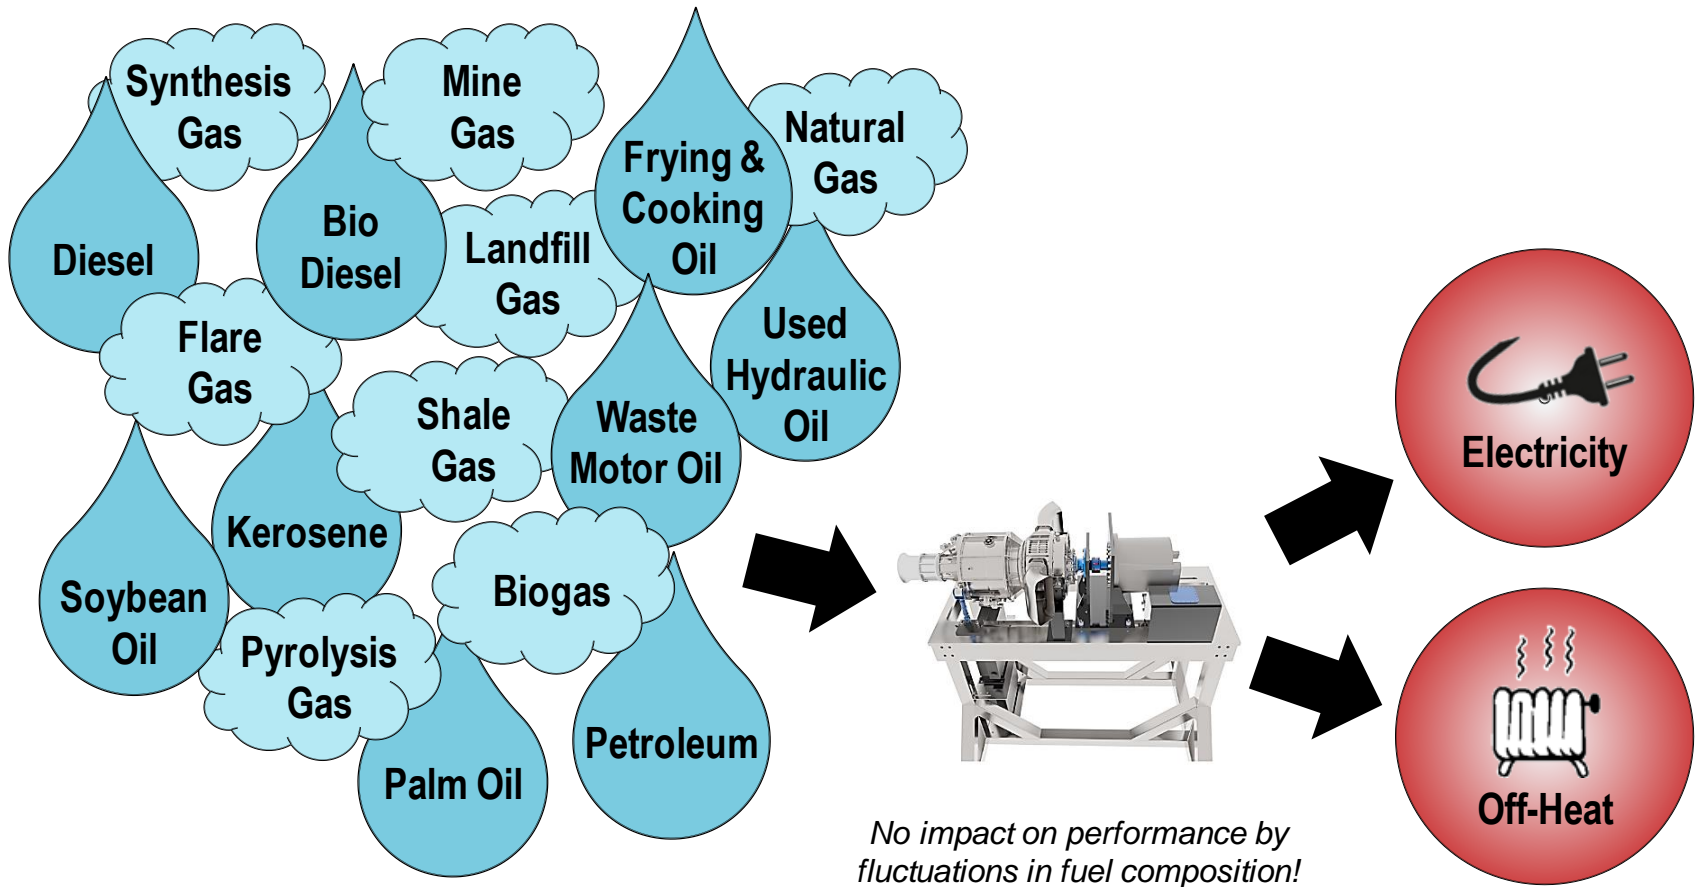 Synthesis
Gas
Mine
Gas
Frying &
Cooking
Oil
Natural
Gas
Diesel
Bio
Diesel
Landfill
Gas
Used
Hydraulic
Oil
Flare
Gas
Shale
Gas
Waste
Motor Oil
Kerosene
Soybean
Oil
Biogas
Pyrolysis
Gas
Petroleum
Palm Oil
Electricity
Off-Heat
No impact on performance by
fluctuations in fuel composition!